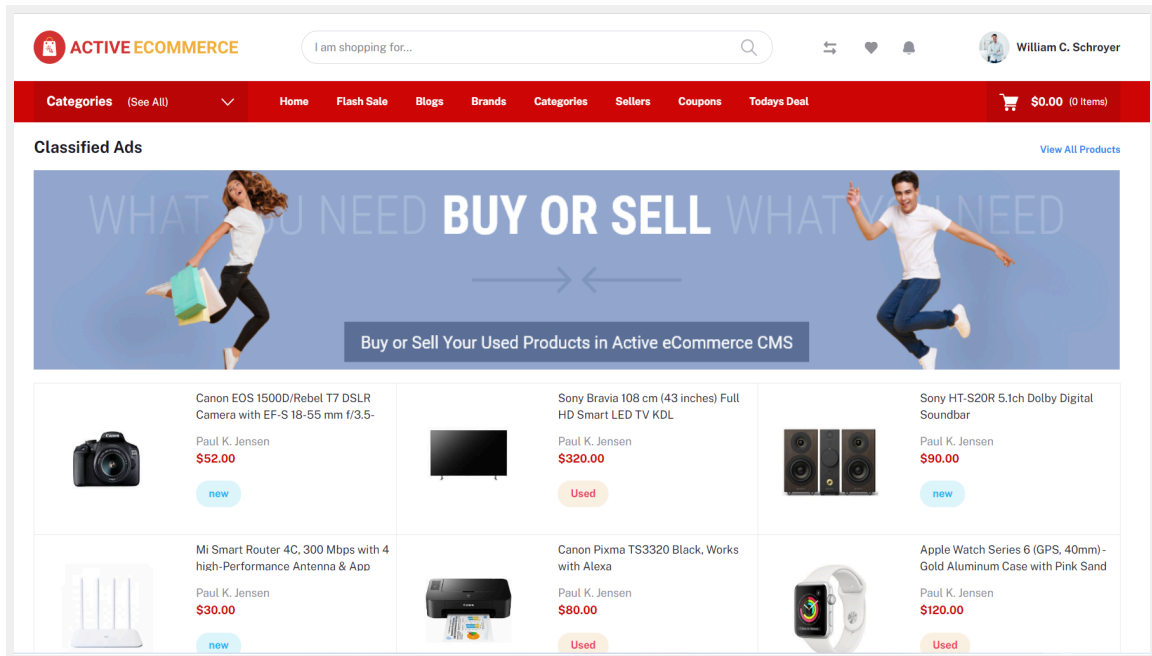 ACTIVE ECOMMERCE
I am shopping for...
William C. Schroyer
Categories (See All)
Home
Flash Sale
Blogs
Brands
Categories
Sellers
Coupons
Todays Deal
$0.00 (0 Items)
Classified Ads
View All Products
WHAT YOU NEED BUY OR SELL WHAT YOU NEED
Buy or Sell Your Used Products in Active eCommerce CMS
Canon EOS 1500D/Rebel T7 DSLR
Camera with EF-S 18-55 mm f/3.5-
Paul K. Jensen
$52.00
new
Sony Bravia 108 cm (43 inches) Full
HD Smart LED TV KDL
Paul K. Jensen
$320.00
Used
Sony HT-S20R 5.1ch Dolby Digital
Soundbar
Paul K. Jensen
$90.00
new
Mi Smart Router 4C, 300 Mbps with 4
high-Performance Antenna & App
Paul K. Jensen
$30.00
new
Canon Pixma TS3320 Black, Works
with Alexa
Paul K. Jensen
$80.00
Used
Apple Watch Series 6 (GPS, 40mm) -
Gold Aluminum Case with Pink Sand
Paul K. Jensen
$120.00
Used